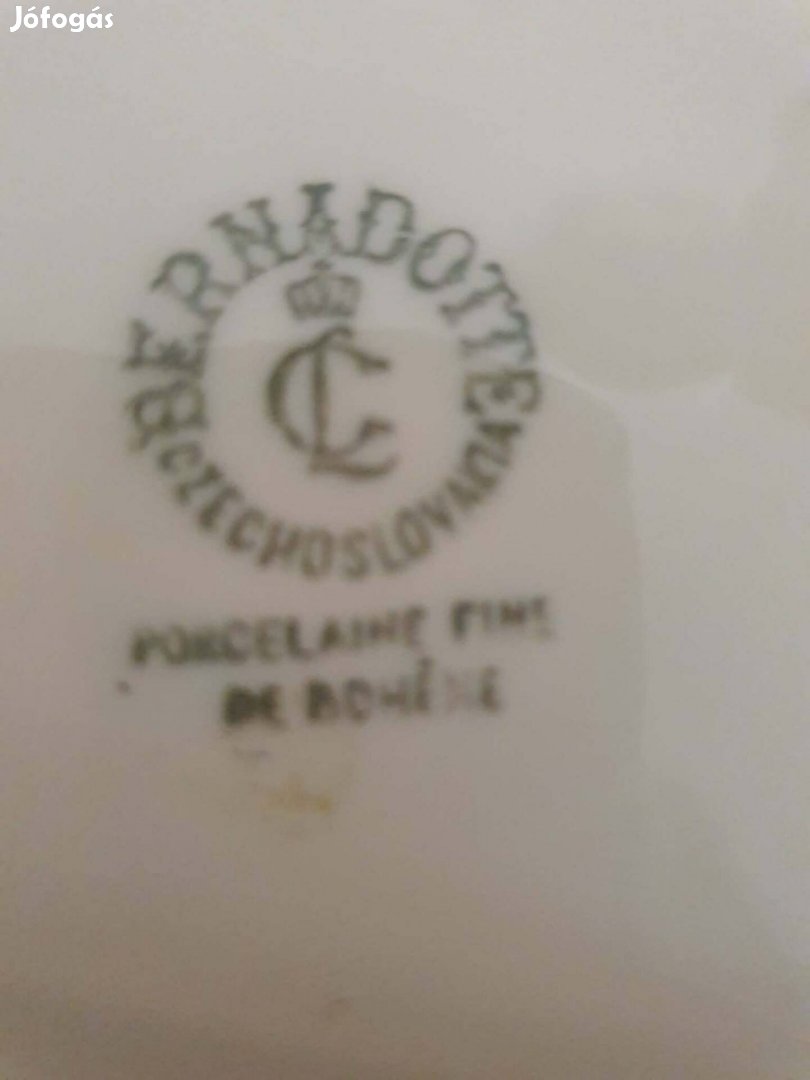 Jófogás
BERNADOTTE
CL
CZECHOSLOVAKIA
PORCELAINE FINE
DE BOHÊME